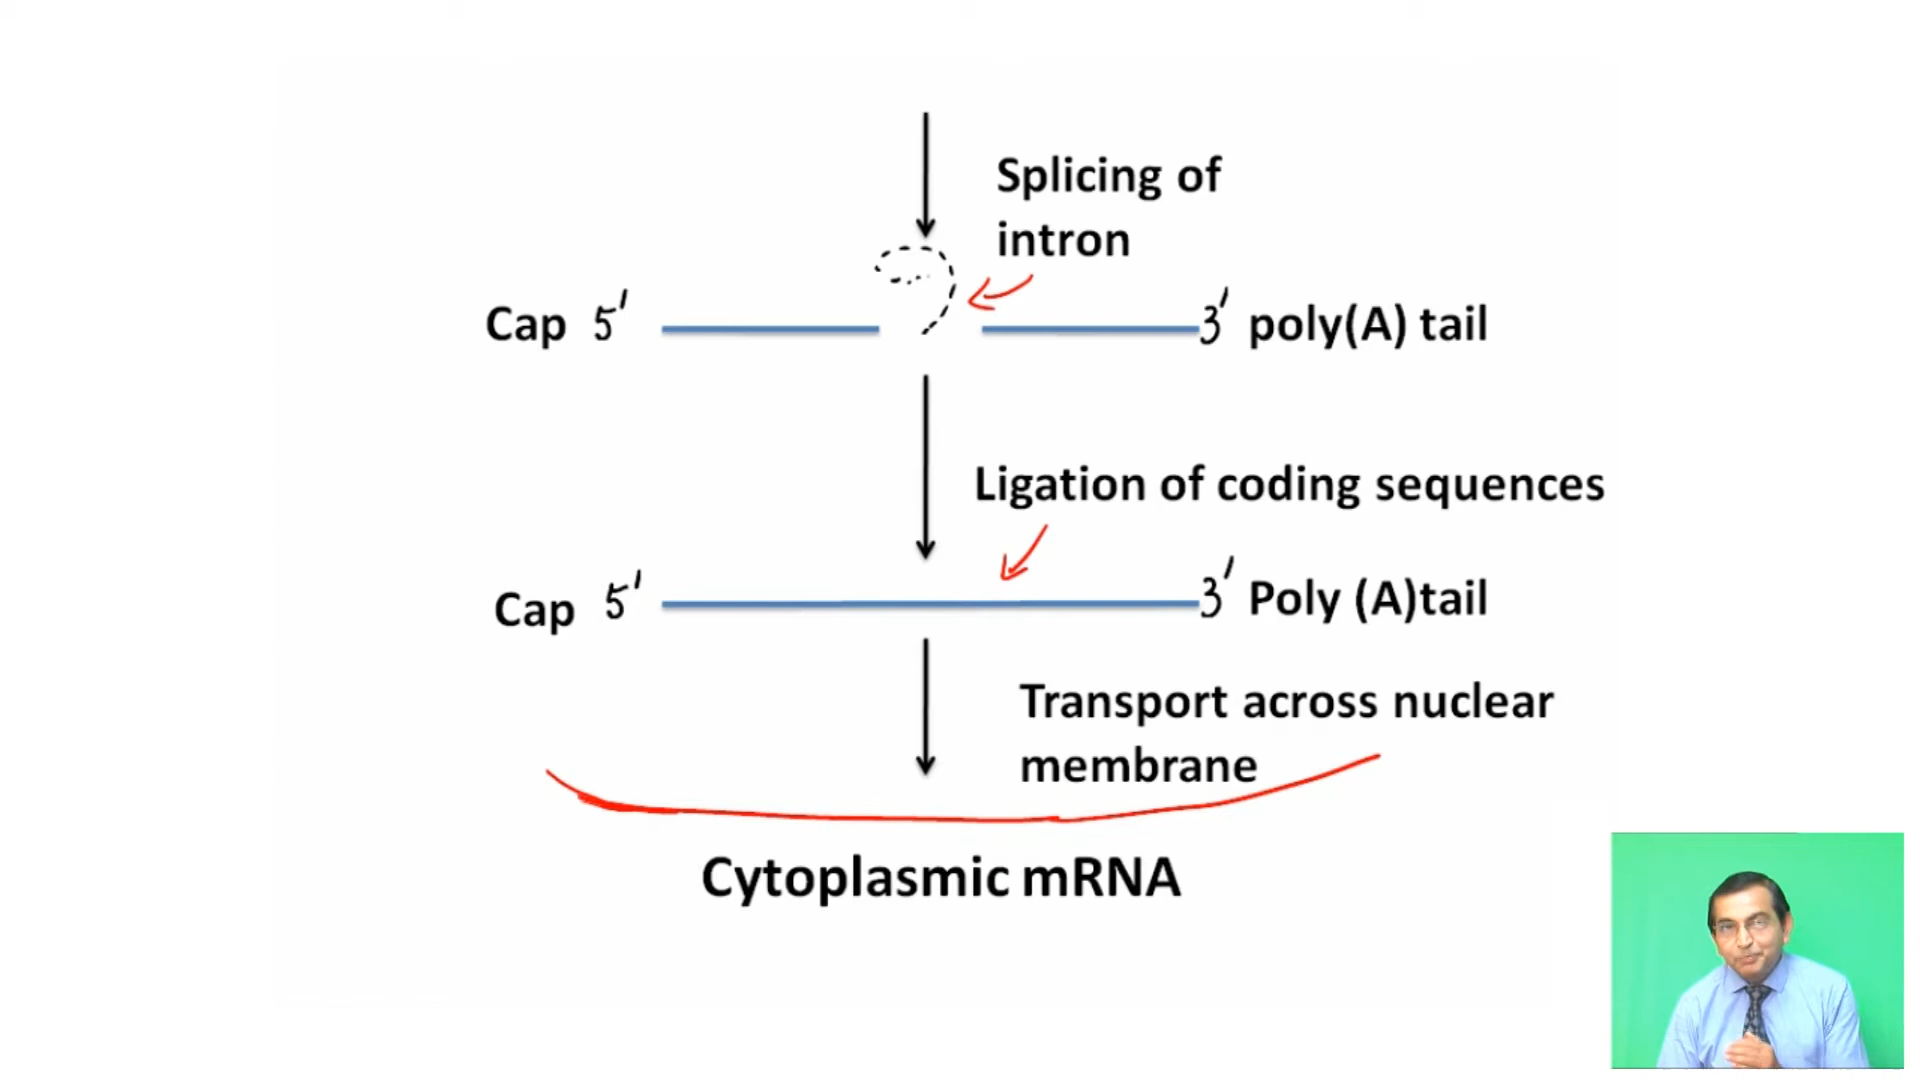 Splicing of
intron
Cap 5' 3' poly(A) tail
Ligation of coding sequences
Cap 5' 3' Poly (A)tail
Transport across nuclear
membrane
Cytoplasmic mRNA